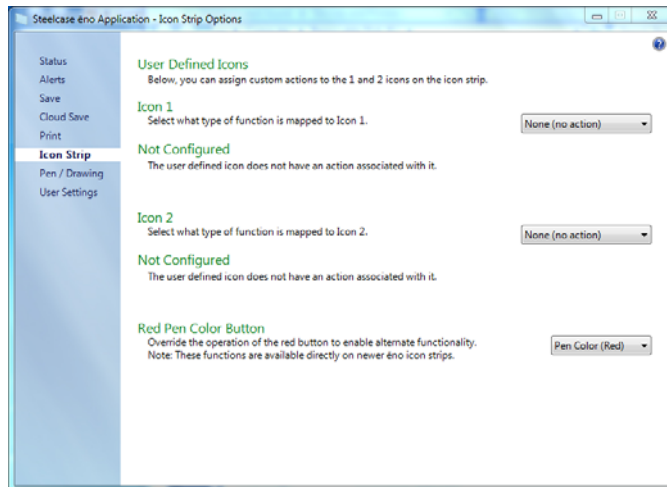 Steelcase ēno Application - Icon Strip Options
Status
Alerts
Save
Cloud Save
Print
Icon Strip
Pen / Drawing
User Settings
User Defined Icons
Below, you can assign custom actions to the 1 and 2 icons on the icon strip.
Icon 1
Select what type of function is mapped to Icon 1.
None (no action)
Not Configured
The user defined icon does not have an action associated with it.
Icon 2
Select what type of function is mapped to Icon 2.
None (no action)
Not Configured
The user defined icon does not have an action associated with it.
Red Pen Color Button
Override the operation of the red button to enable alternate functionality.
Note: These functions are available directly on newer ēno icon strips.
Pen Color (Red)